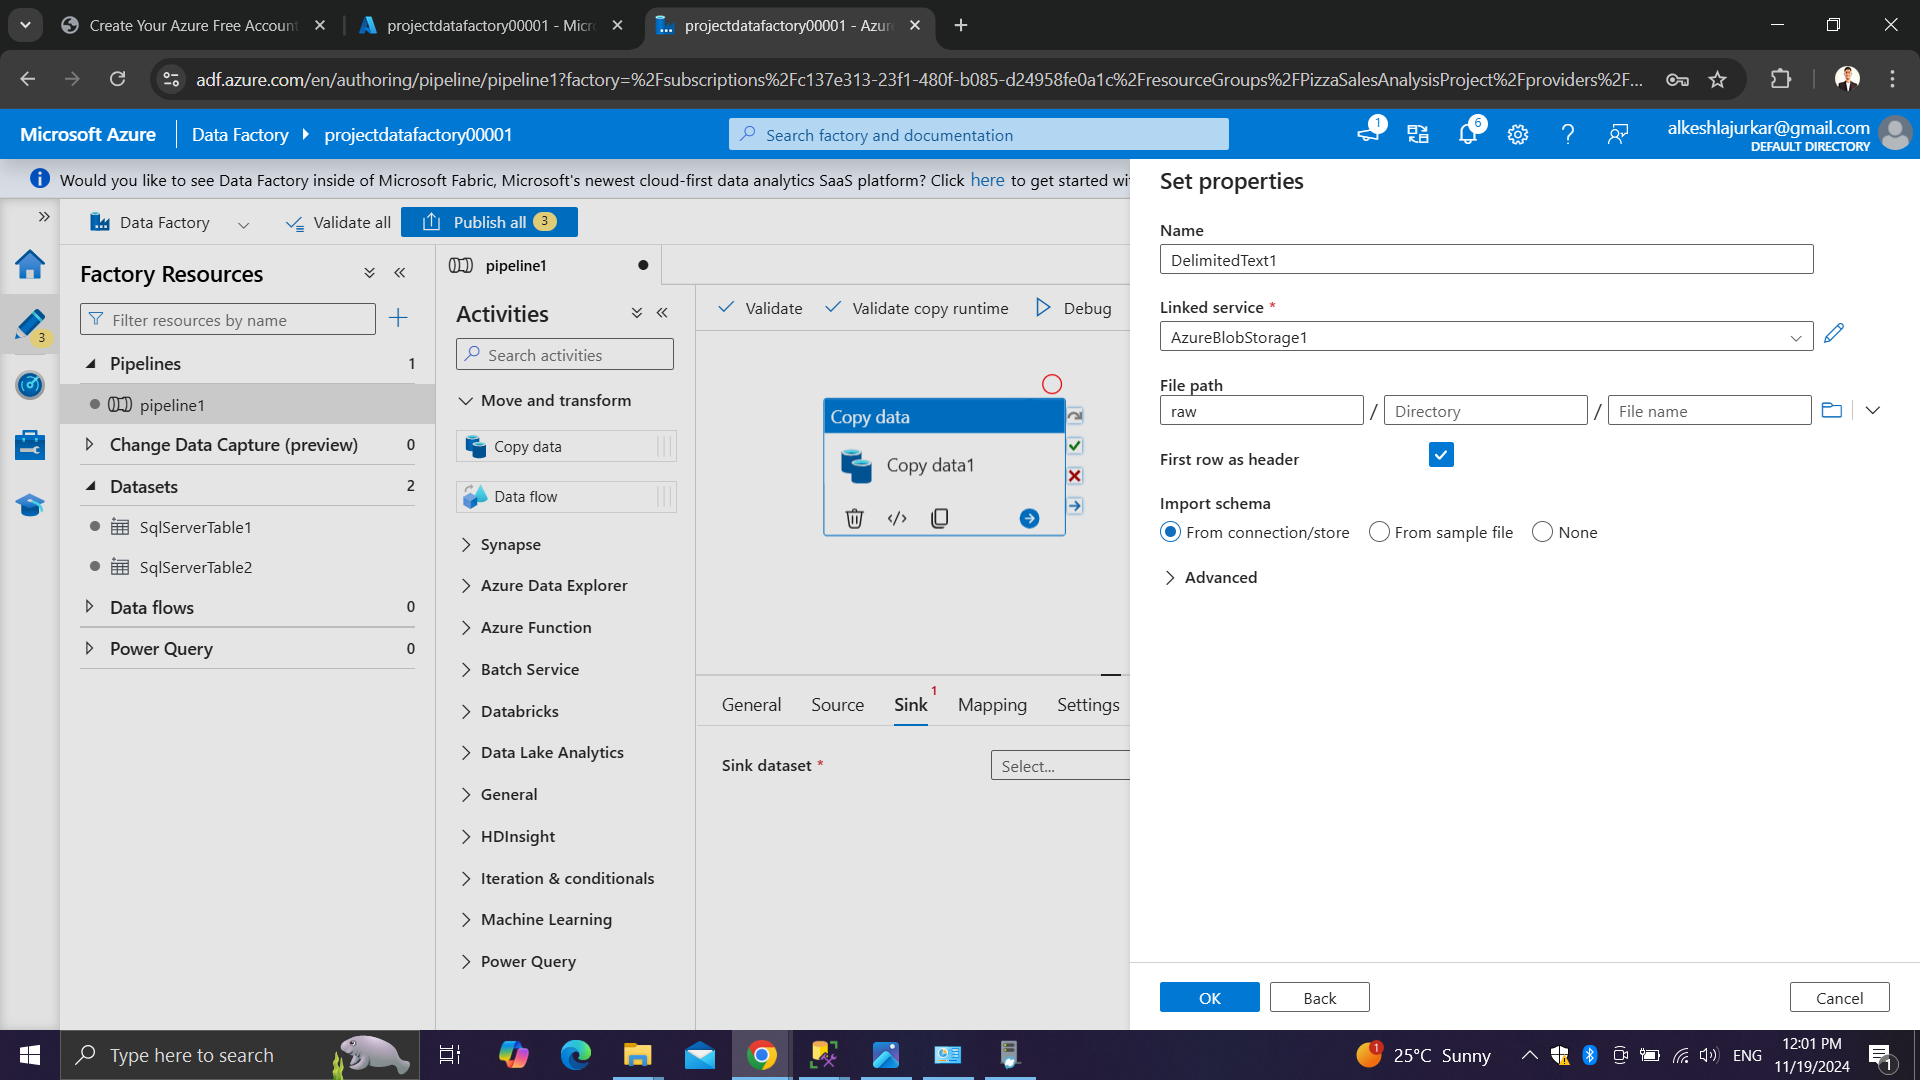 Create Your Azure Free Account
projectdatafactory00001 - Micro
projectdatafactory00001 - Azure
adf.azure.com/en/authoring/pipeline/pipeline1?factory=%2Fsubscriptions%2Fc137e313-23f1-480f-b085-d24958fe0a1c%2FresourceGroups%2FPizzaSalesAnalysisProject%2Fproviders%2F...
Microsoft Azure
Data Factory
projectdatafactory00001
Search factory and documentation
1
6
alkeshlajurkar@gmail.com
DEFAULT DIRECTORY
Would you like to see Data Factory inside of Microsoft Fabric, Microsoft's newest cloud-first data analytics SaaS platform? Click here to get started wi
Data Factory
Validate all
Publish all 3
3
Factory Resources
Filter resources by name
Pipelines 1
pipeline1
Change Data Capture (preview) 0
Datasets 2
SqlServerTable1
SqlServerTable2
Data flows 0
Power Query 0
pipeline1
Activities
Search activities
Move and transform
Copy data
Data flow
Synapse
Azure Data Explorer
Azure Function
Batch Service
Databricks
Data Lake Analytics
General
HDInsight
Iteration & conditionals
Machine Learning
Power Query
Validate
Validate copy runtime
Debug
Copy data
Copy data1
General
Source
Sink 1
Mapping
Settings
Sink dataset *
Select...
Set properties
Name
DelimitedText1
Linked service *
AzureBlobStorage1
File path
raw / Directory / File name
First row as header
Import schema
From connection/store
From sample file
None
Advanced
OK
Back
Cancel
Type here to search
1
25°C Sunny
ENG
12:01 PM
11/19/2024
1